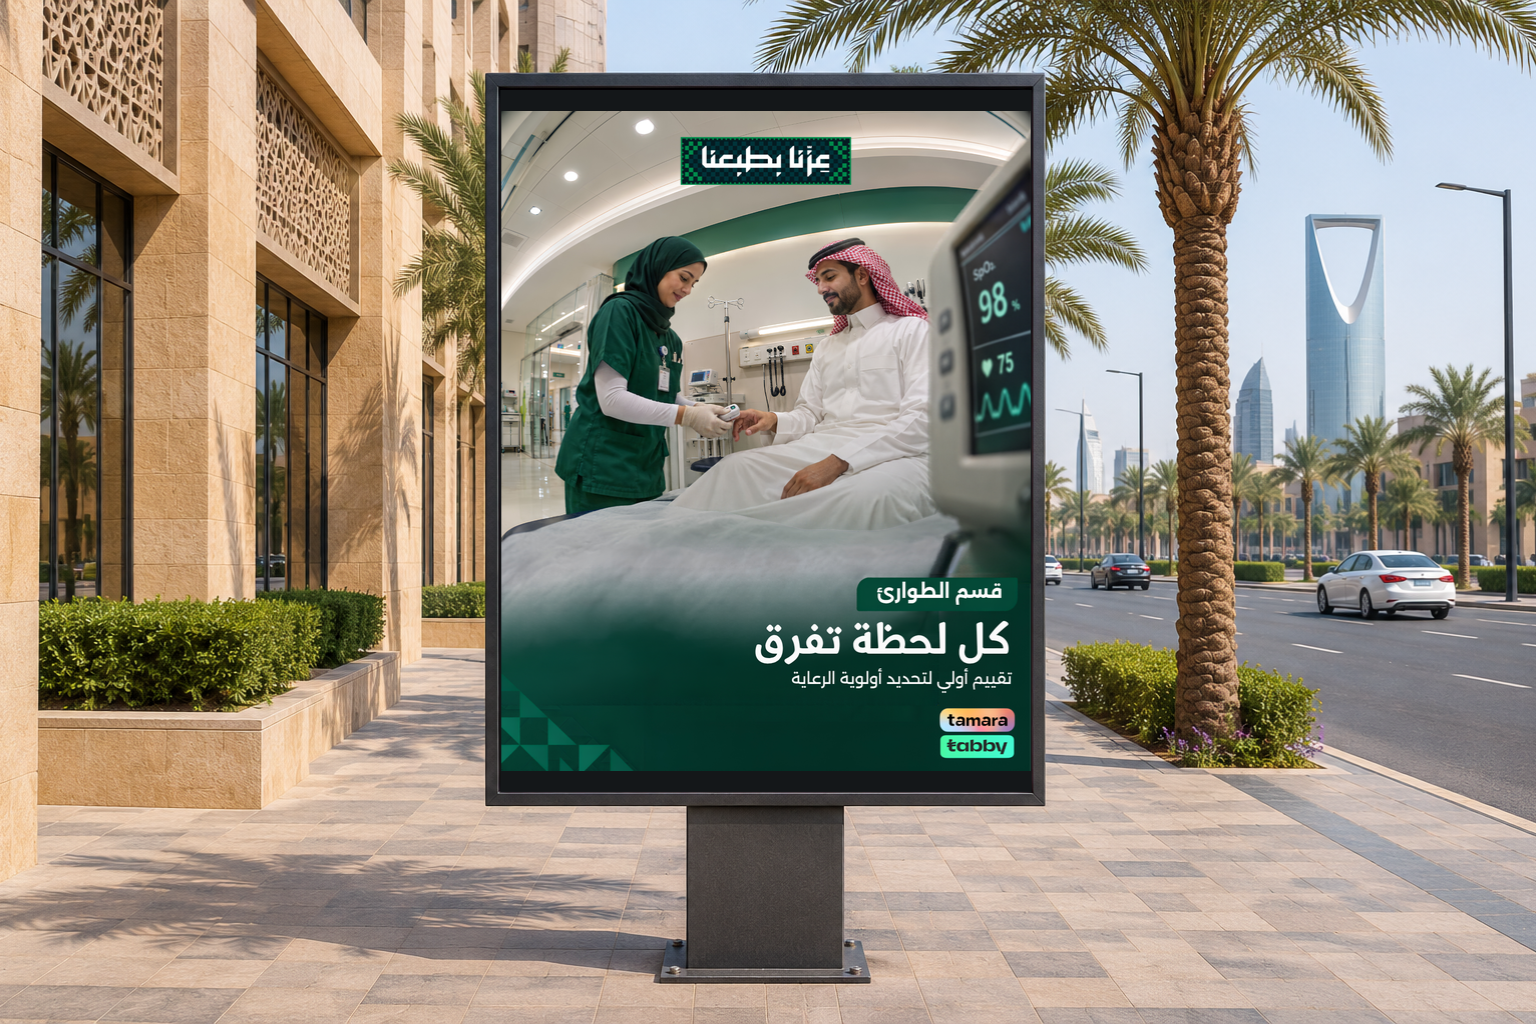 عزّنا بطبعنا
SpO₂
98 %
75
قسم الطوارئ
كل لحظة تفرق
تقييم أولي لتحديد أولوية الرعاية
tamara
tabby